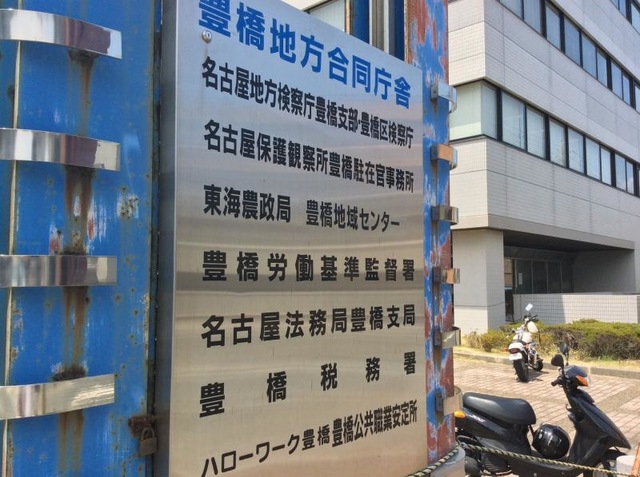 豊橋地方合同庁舎
名古屋地方検察庁豊橋支部・豊橋区検察庁
名古屋保護観察所豊橋駐在官事務所
東海農政局 豊橋地域センター
豊橋労働基準監督署
名古屋法務局豊橋支局
豊橋税務署
ハローワーク豊橋豊橋公共職業安定所